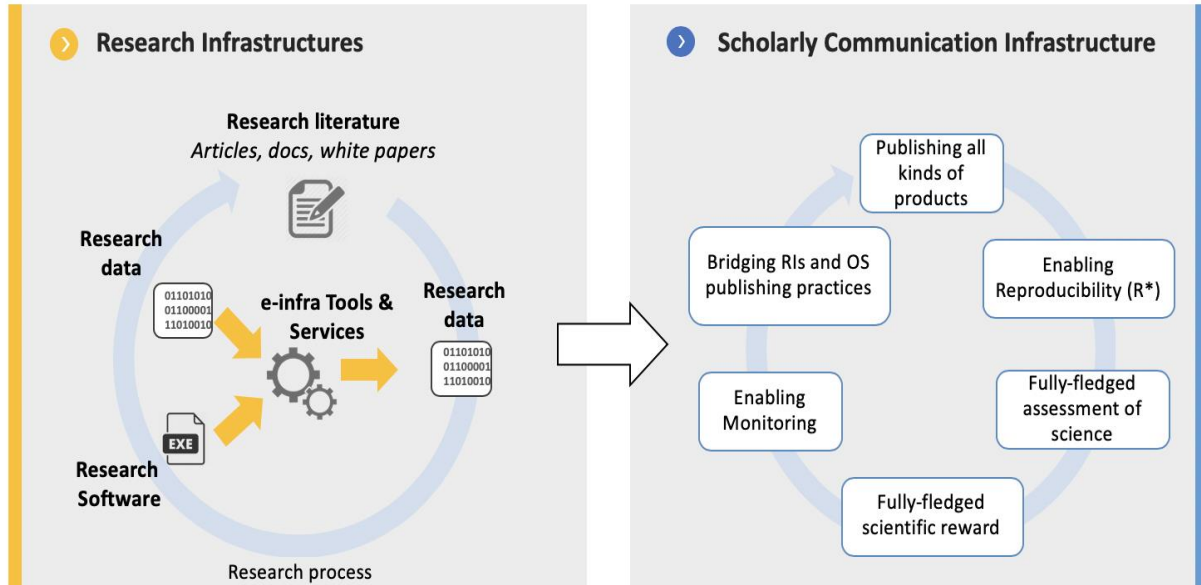 Research Infrastructures
Research literature
Articles, docs, white papers
Research
data
01101010
01100001
11010010
e-infra Tools &
Services
Research
data
01101010
01100001
11010010
EXE
Research
Software
Research process
Scholarly Communication Infrastructure
Publishing all
kinds of
products
Enabling
Reproducibility (R*)
Fully-fledged
assessment of
science
Fully-fledged
scientific reward
Enabling
Monitoring
Bridging RIs and OS
publishing practices